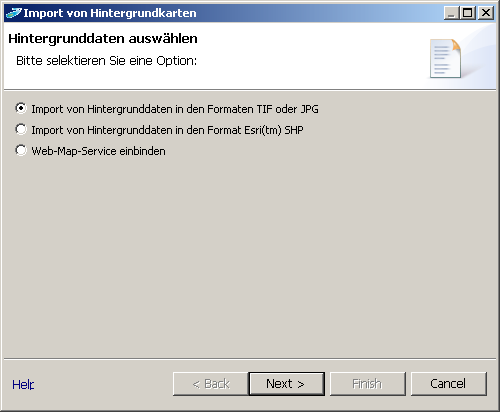 Import von Hintergrundkarten
Hintergrunddaten auswählen
Bitte selektieren Sie eine Option:
Import von Hintergrunddaten in den Formaten TIF oder JPG
Import von Hintergrunddaten in den Format Esri(tm) SHP
Web-Map-Service einbinden
Help
< Back
Next >
Finish
Cancel